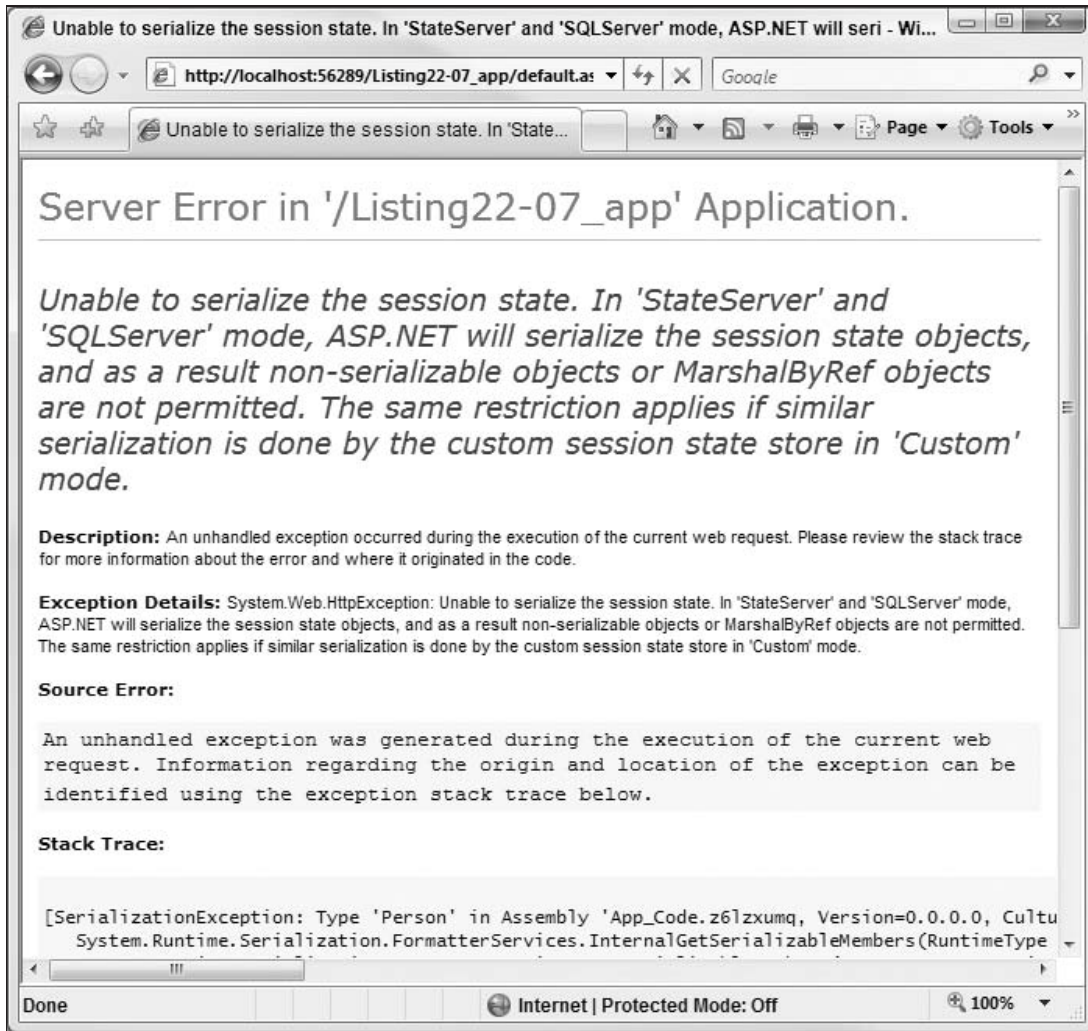 Unable to serialize the session state. In 'StateServer' and 'SQLServer' mode, ASP.NET will seri - Wi...
http://localhost:56289/Listing22-07_app/default.as
Google
Unable to serialize the session state. In 'State...
Page
Tools
Server Error in '/Listing22-07_app' Application.
Unable to serialize the session state. In 'StateServer' and
'SQLServer' mode, ASP.NET will serialize the session state objects,
and as a result non-serializable objects or MarshalByRef objects
are not permitted. The same restriction applies if similar
serialization is done by the custom session state store in 'Custom'
mode.
Description: An unhandled exception occurred during the execution of the current web request. Please review the stack trace
for more information about the error and where it originated in the code.
Exception Details: System.Web.HttpException: Unable to serialize the session state. In 'StateServer' and 'SQLServer' mode,
ASP.NET will serialize the session state objects, and as a result non-serializable objects or MarshalByRef objects are not permitted.
The same restriction applies if similar serialization is done by the custom session state store in 'Custom' mode.
Source Error:
An unhandled exception was generated during the execution of the current web
request. Information regarding the origin and location of the exception can be
identified using the exception stack trace below.
Stack Trace:
[SerializationException: Type 'Person' in Assembly 'App_Code.z6lzxumq, Version=0.0.0.0, Cultu
System.Runtime.Serialization.FormatterServices.InternalGetSerializableMembers(RuntimeType
Done
Internet | Protected Mode: Off
100%